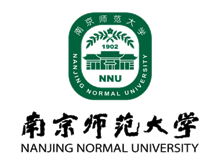 南京师范大学
1902
NNU
NANJING NORMAL UNIVERSITY
南京师范大学
NANJING NORMAL UNIVERSITY